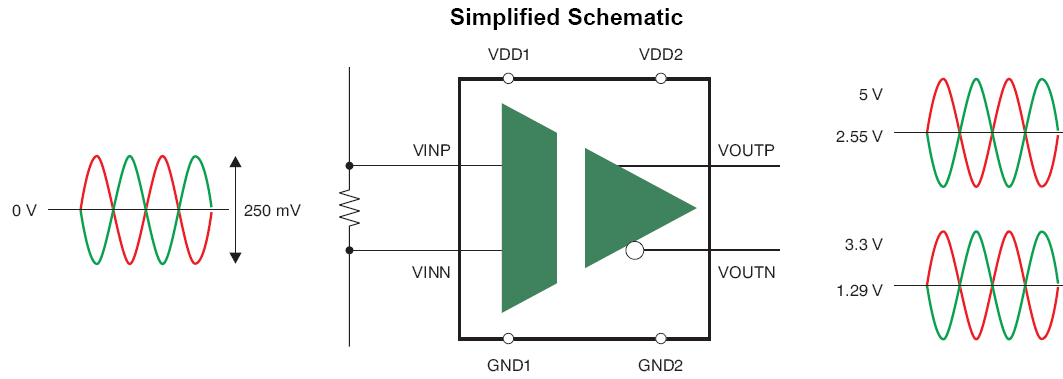 Simplified Schematic
VDD1
VDD2
5 V
2.55 V
VINP
VOUTP
0 V
250 mV
VINN
VOUTN
3.3 V
1.29 V
GND1
GND2